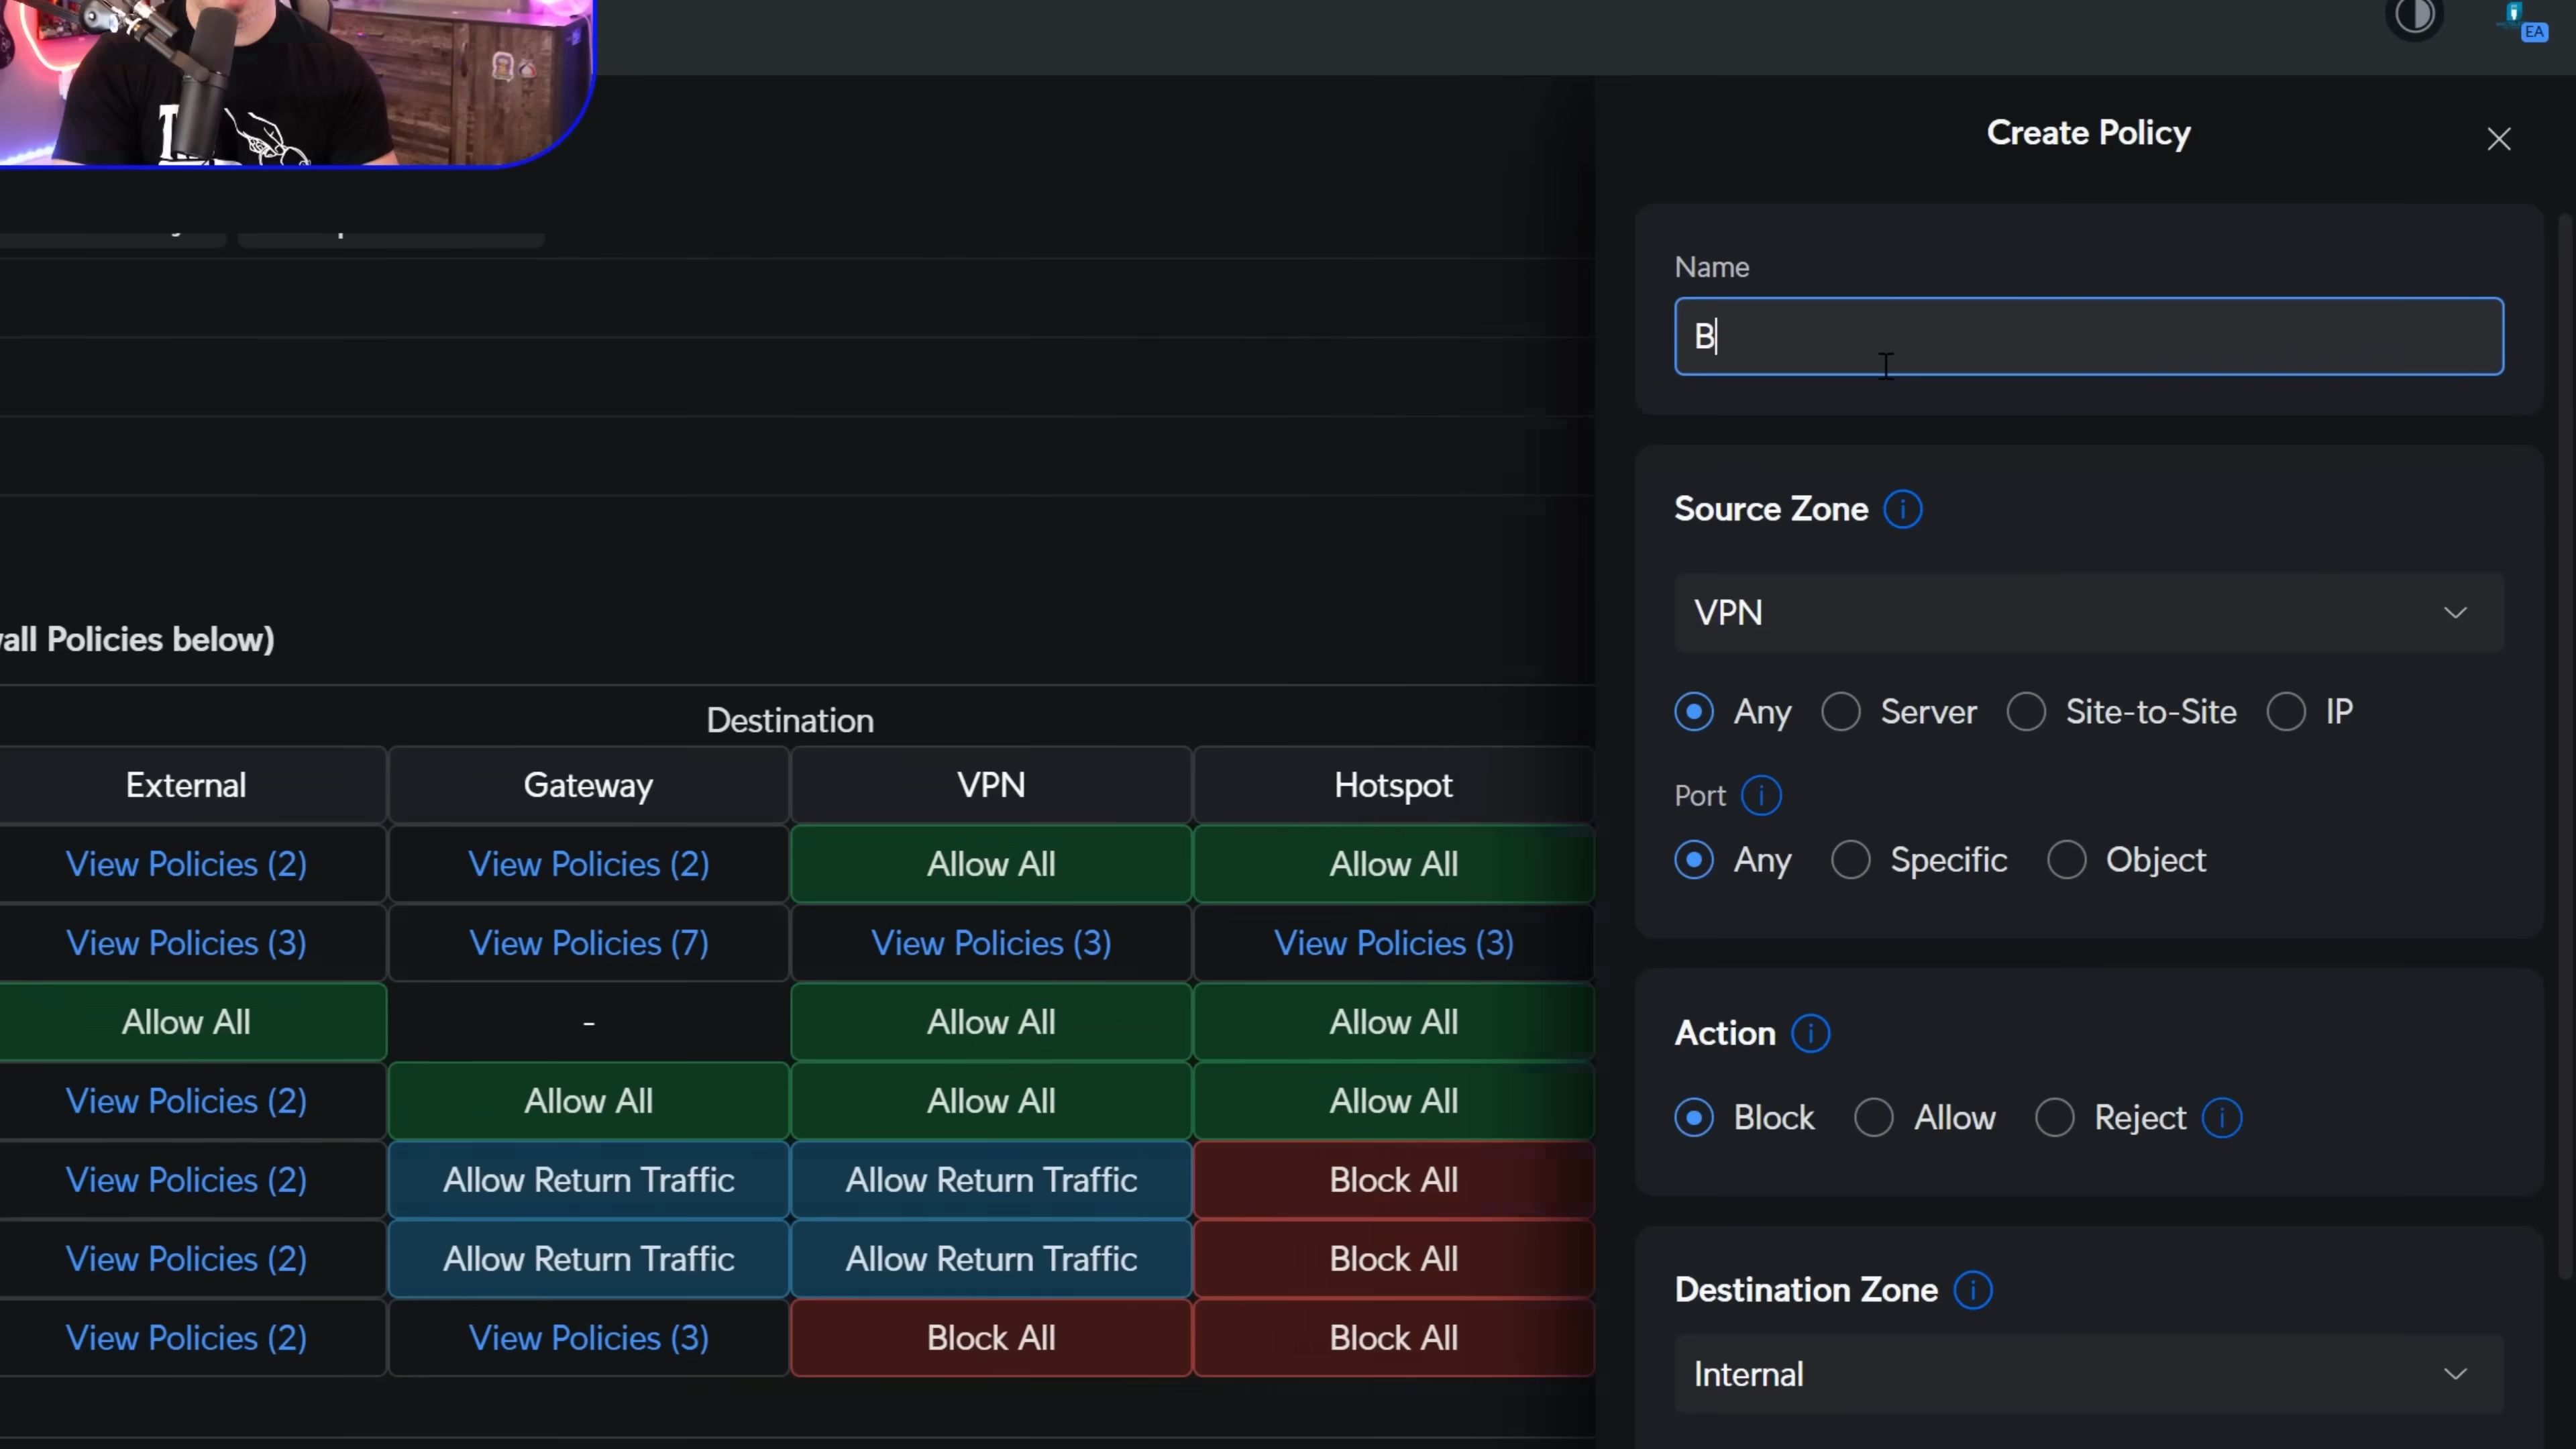 EA
Create Policy
Name
B
Source Zone
VPN
Any Server Site-to-Site IP
Port
Any Specific Object
Action
Block Allow Reject
Destination Zone
Internal
Policies below)
Destination
External Gateway VPN Hotspot
View Policies (2) View Policies (2) Allow All Allow All
View Policies (3) View Policies (7) View Policies (3) View Policies (3)
Allow All - Allow All Allow All
View Policies (2) Allow All Allow All Allow All
View Policies (2) Allow Return Traffic Allow Return Traffic Block All
View Policies (2) Allow Return Traffic Allow Return Traffic Block All
View Policies (2) View Policies (3) Block All Block All